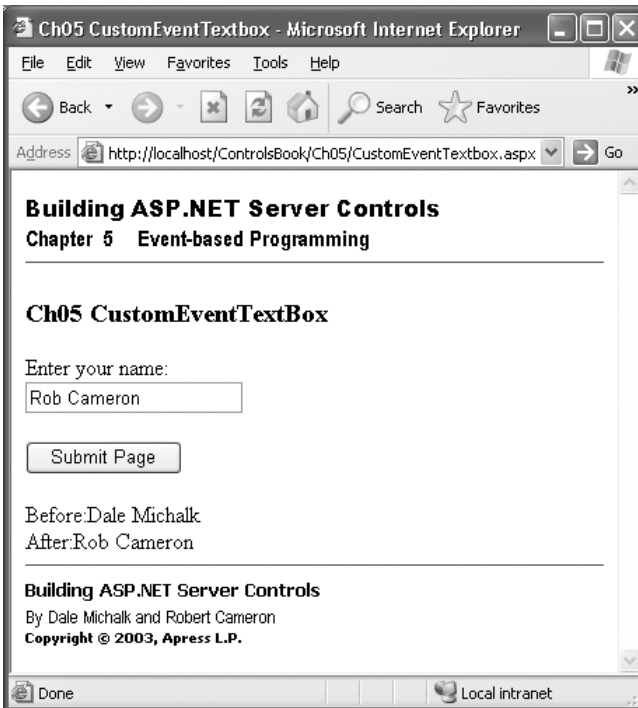 Ch05 CustomEventTextbox - Microsoft Internet Explorer
File Edit View Favorites Tools Help
Back Search Favorites »
Address http://localhost/ControlsBook/Ch05/CustomEventTextbox.aspx Go
Building ASP.NET Server Controls
Chapter 5 Event-based Programming
Ch05 CustomEventTextBox
Enter your name:
Rob Cameron
Submit Page
Before:Dale Michalk
After:Rob Cameron
Building ASP.NET Server Controls
By Dale Michalk and Robert Cameron
Copyright © 2003, Apress L.P.
Done Local intranet